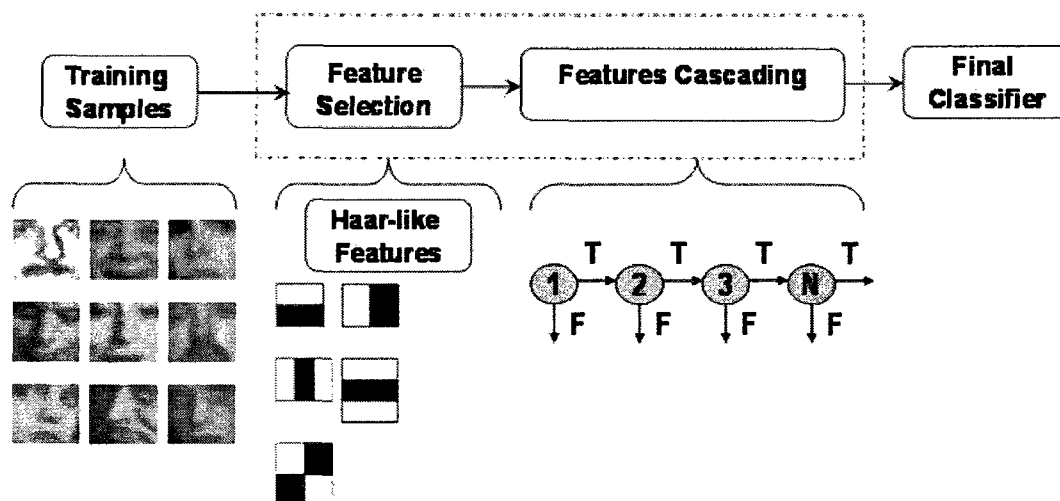 Training
Samples
Feature
Selection
Features Cascading
Final
Classifier
Haar-like
Features
T T T T
1 2 3 N
F F F F